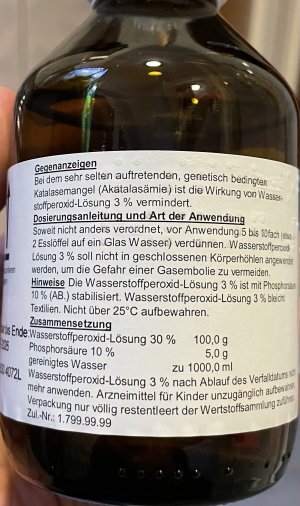 Gegenanzeigen
Bei dem sehr selten auftretenden, genetisch bedingten
Katalasemangel (Akatalasämie) ist die Wirkung von Wasser-
stoffperoxid-Lösung 3 % vermindert.
Dosierungsanleitung und Art der Anwendung
Soweit nicht anders verordnet, vor Anwendung 5 bis 10fach (etwa
2 Esslöffel auf ein Glas Wasser) verdünnen. Wasserstoffperoxid-
Lösung 3 % soll nicht in geschlossenen Körperhöhlen angewendet
werden, um die Gefahr einer Gasembolie zu vermeiden.
Hinweise Die Wasserstoffperoxid-Lösung 3 % ist mit Phosphorsäure
10 % (AB.) stabilisiert. Wasserstoffperoxid-Lösung 3 % bleicht
Textilien. Nicht über 25°C aufbewahren.
Zusammensetzung
Wasserstoffperoxid-Lösung 30 % 100,0 g
Phosphorsäure 10 % 5,0 g
gereinigtes Wasser zu 1000,0 ml
Wasserstoffperoxid-Lösung 3 % nach Ablauf des Verfalldatums nicht
mehr anwenden. Arzneimittel für Kinder unzugänglich aufbewahren.
Verpackung nur völlig restentleert der Wertstoffsammlung zuführen.
Zul.-Nr.: 1.799.99.99
Ende:
4072L